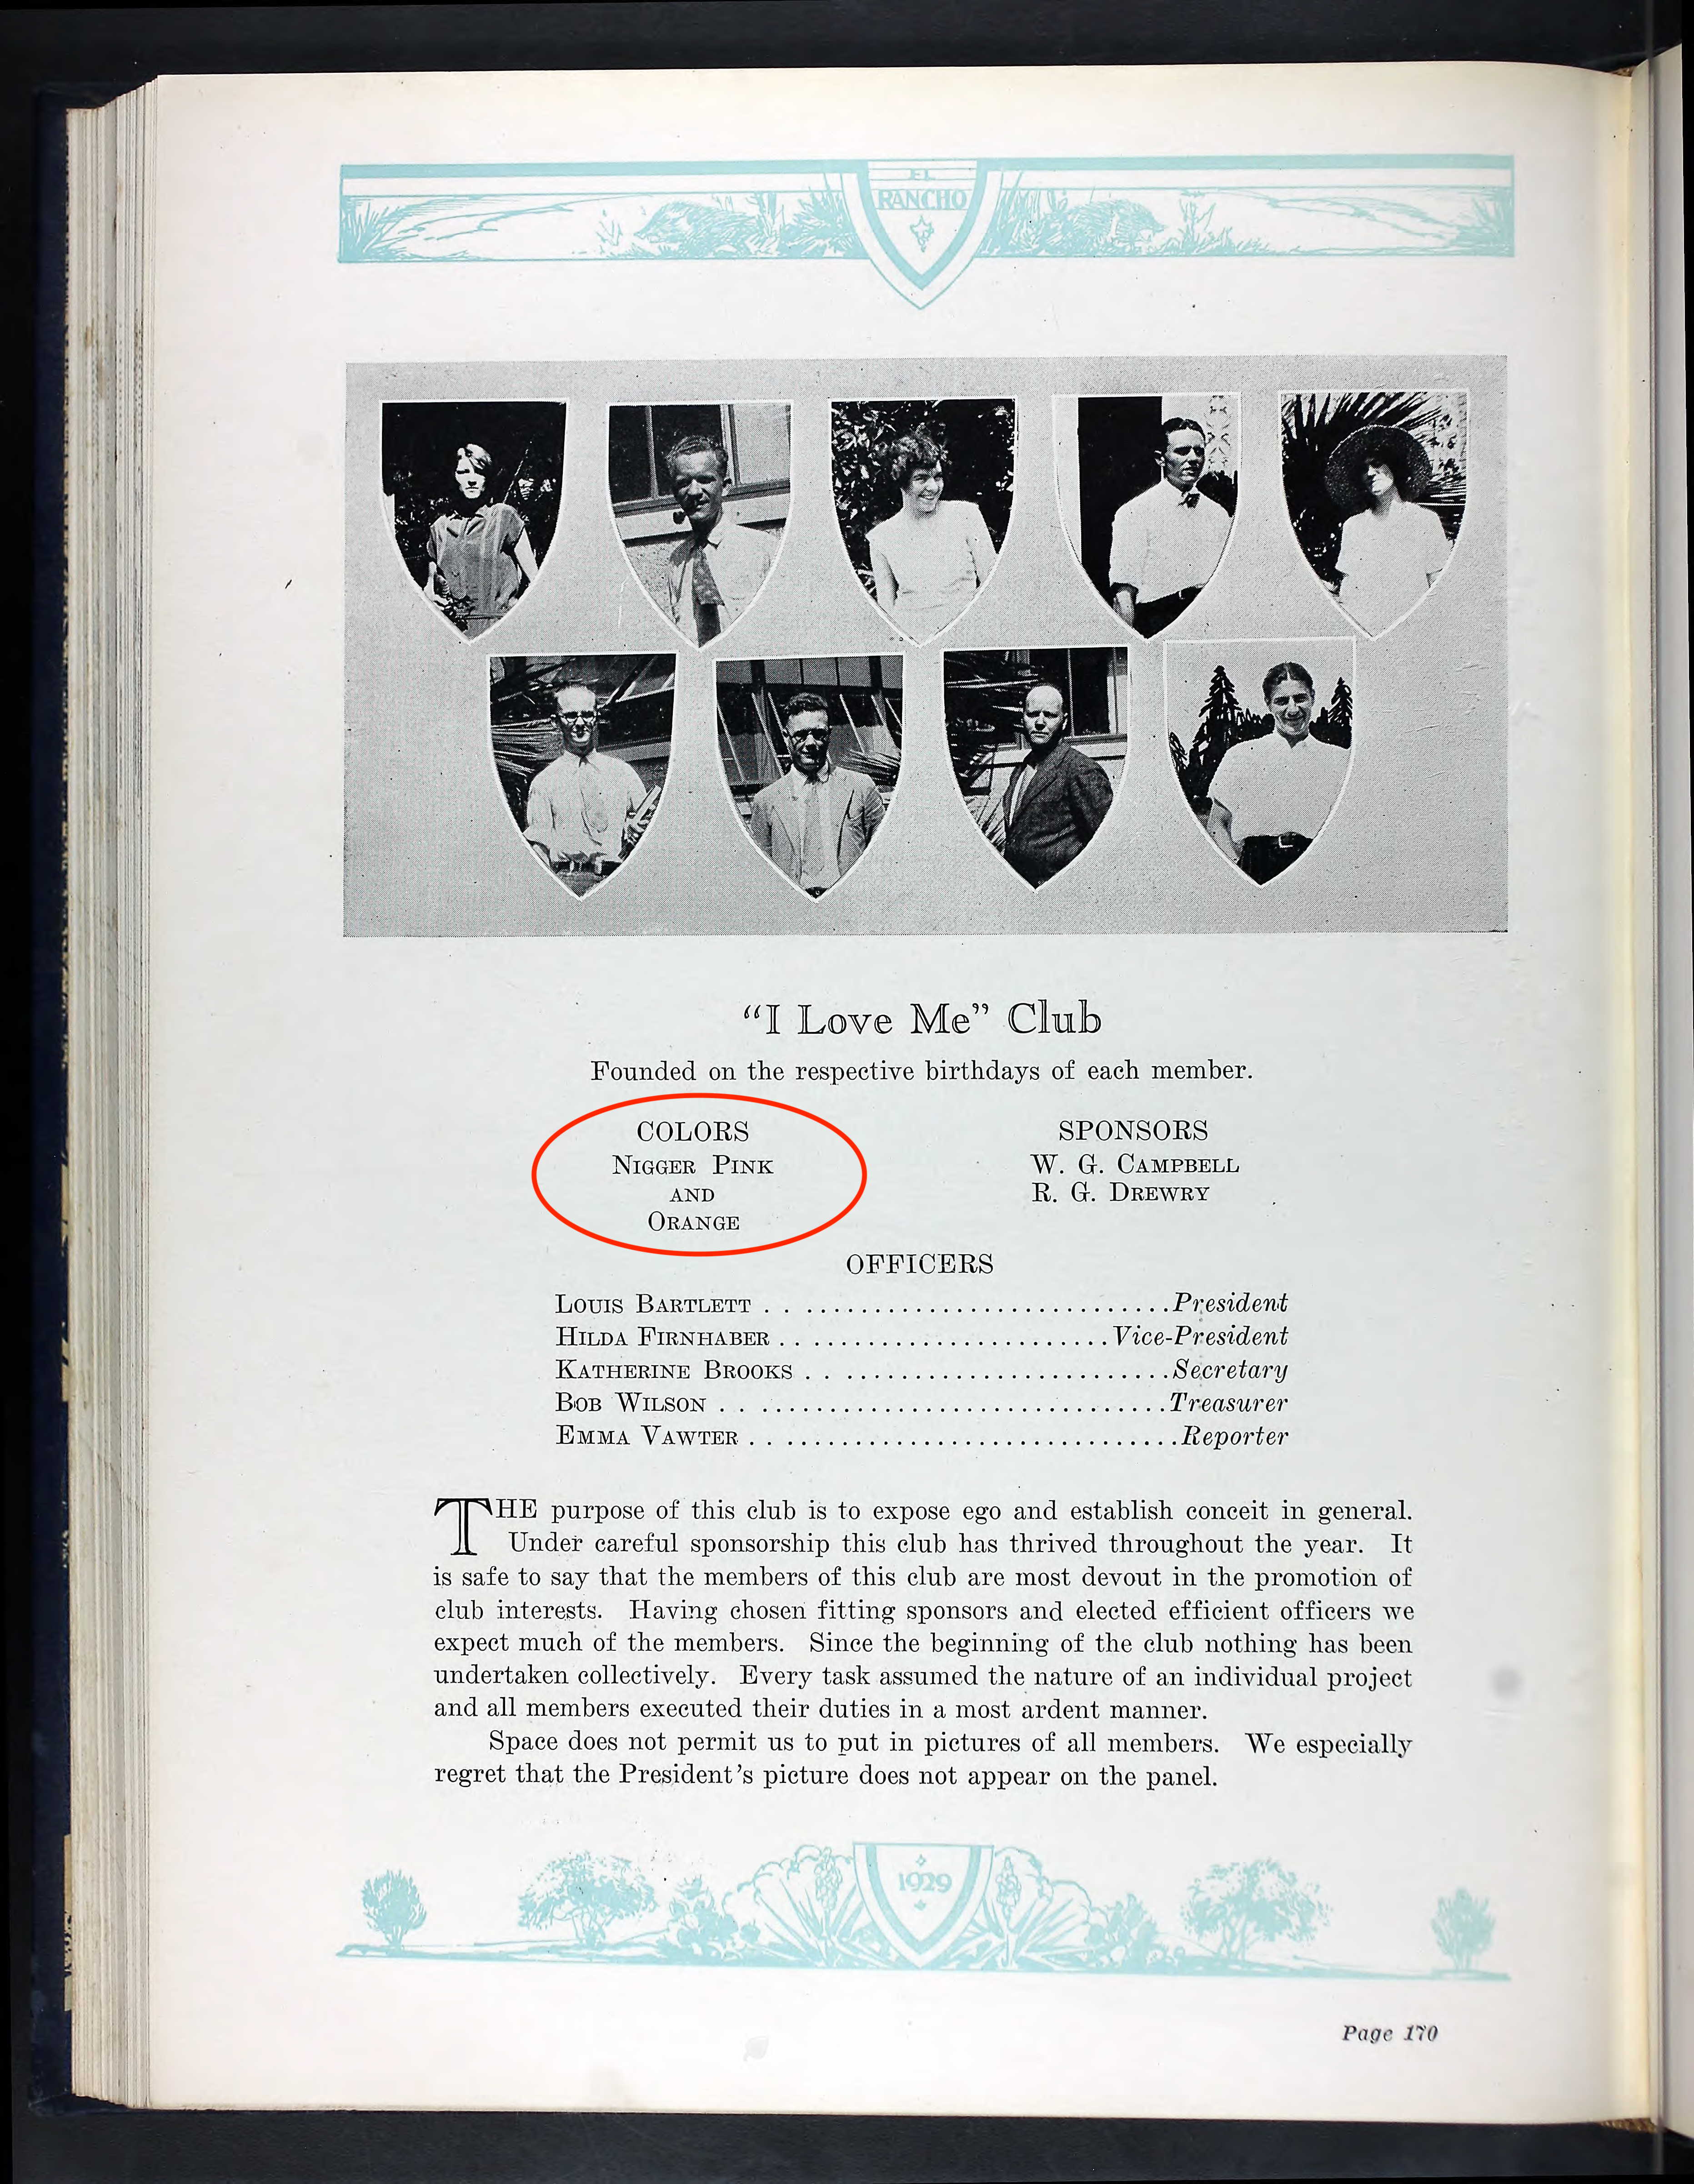 EL
RANCHO
“I Love Me” Club
Founded on the respective birthdays of each member.
COLORS
NIGGER PINK
AND
ORANGE
SPONSORS
W. G. CAMPBELL
R. G. DREWRY
OFFICERS
LOUIS BARTLETT . . ............................President
HILDA FIRNHABER . . ........................Vice-President
KATHERINE BROOKS . . .........................Secretary
BOB WILSON . . ...............................Treasurer
EMMA VAWTER . . ..............................Reporter
THE purpose of this club is to expose ego and establish conceit in general.
Under careful sponsorship this club has thrived throughout the year. It
is safe to say that the members of this club are most devout in the promotion of
club interests. Having chosen fitting sponsors and elected efficient officers we
expect much of the members. Since the beginning of the club nothing has been
undertaken collectively. Every task assumed the nature of an individual project
and all members executed their duties in a most ardent manner.
Space does not permit us to put in pictures of all members. We especially
regret that the President’s picture does not appear on the panel.
1929
Page 170